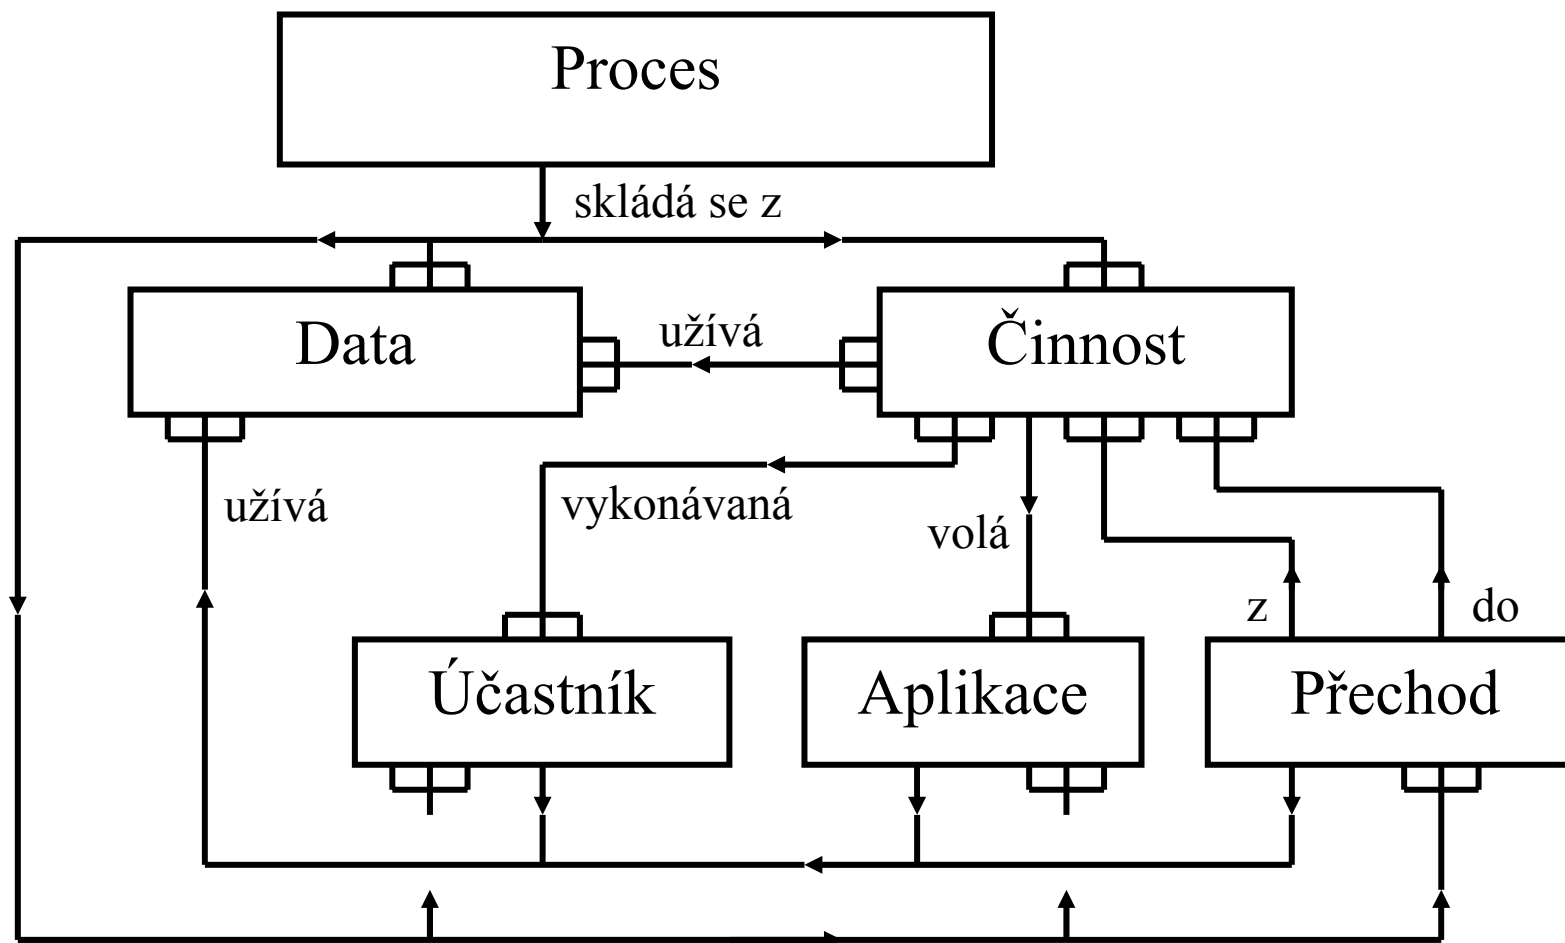 Proces
skládá se z
Data
užívá
Činnost
užívá
vykonávaná
volá
z
do
Účastník
Aplikace
Přechod